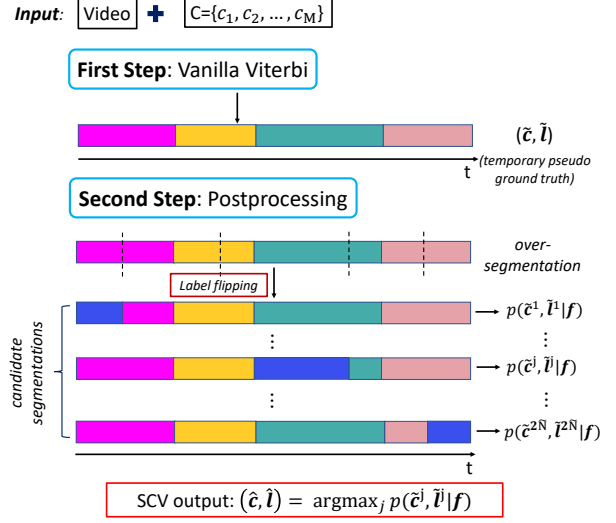 Input: Video + C={c₁, c₂, … , c_M}
First Step: Vanilla Viterbi
(c̃, l̃)
t
(temporary pseudo
ground truth)
Second Step: Postprocessing
over-
segmentation
Label flipping
candidate
segmentations
p(c̃¹, l̃¹|f)
⋮ ⋮
p(c̃ʲ, l̃ʲ|f)
⋮ ⋮
p(c̃^{2Ñ}, l̃^{2Ñ}|f)
t
SCV output: (ĉ, l̂) = argmaxⱼ p(c̃ʲ, l̃ʲ|f)